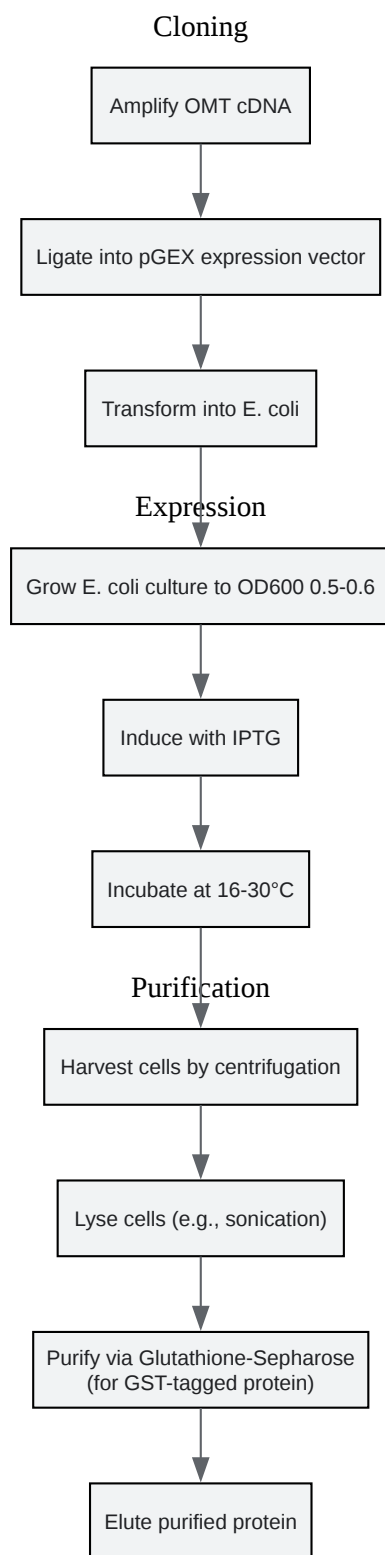 Cloning
Amplify OMT cDNA
Ligate into pGEX expression vector
Transform into E. coli
Expression
Grow E. coli culture to OD600 0.5-0.6
Induce with IPTG
Incubate at 16-30°C
Purification
Harvest cells by centrifugation
Lyse cells (e.g., sonication)
Purify via Glutathione-Sepharose
(for GST-tagged protein)
Elute purified protein